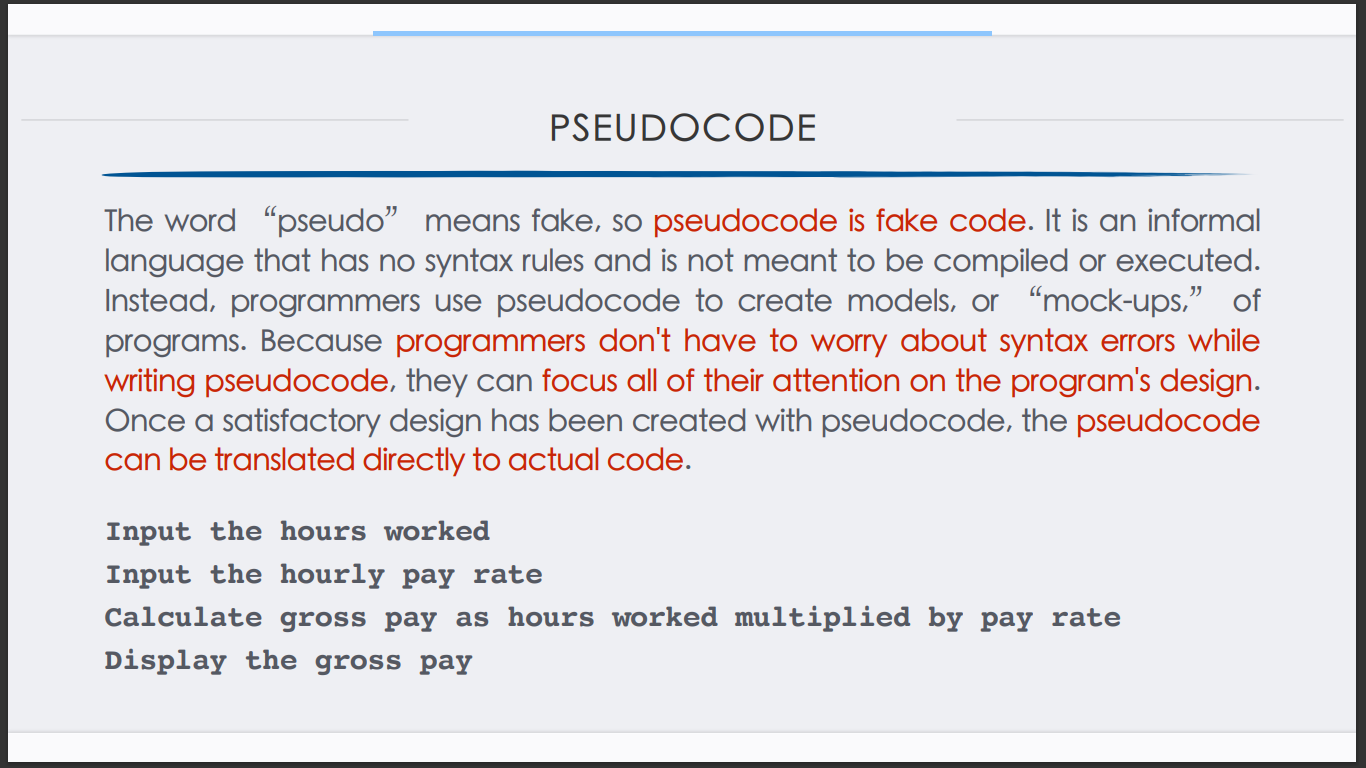 PSEUDOCODE
The word “pseudo” means fake, so pseudocode is fake code. It is an informal
language that has no syntax rules and is not meant to be compiled or executed.
Instead, programmers use pseudocode to create models, or “mock-ups,” of
programs. Because programmers don't have to worry about syntax errors while
writing pseudocode, they can focus all of their attention on the program's design.
Once a satisfactory design has been created with pseudocode, the pseudocode
can be translated directly to actual code.
Input the hours worked
Input the hourly pay rate
Calculate gross pay as hours worked multiplied by pay rate
Display the gross pay